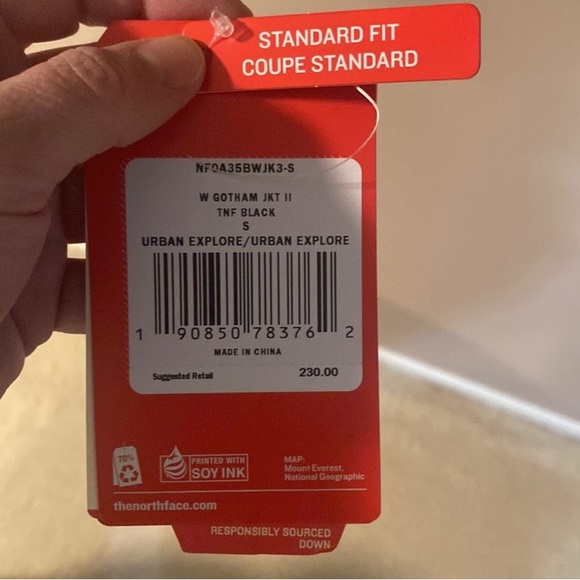 STANDARD FIT
COUPE STANDARD
NF0A35BWJK3-S
W GOTHAM JKT II
TNF BLACK
S
URBAN EXPLORE/URBAN EXPLORE
1 90850 78376 2
MADE IN CHINA
Suggested Retail 230.00
70%
PRINTED WITH
SOY INK
MAP:
Mount Everest,
National Geographic
thenorthface.com
RESPONSIBLY SOURCED
DOWN